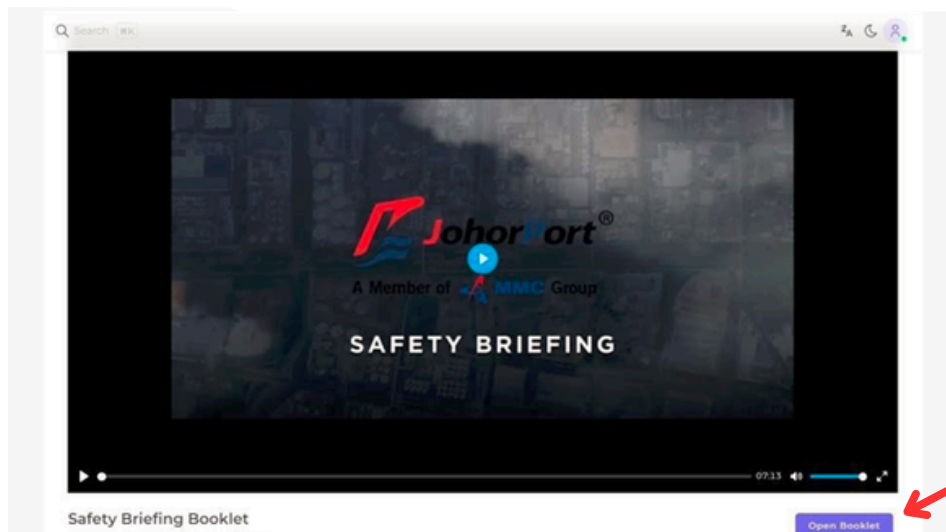 Search ⌘K
JohorPort®
A Member of MMC Group
SAFETY BRIEFING
07:13
Safety Briefing Booklet
Open Booklet